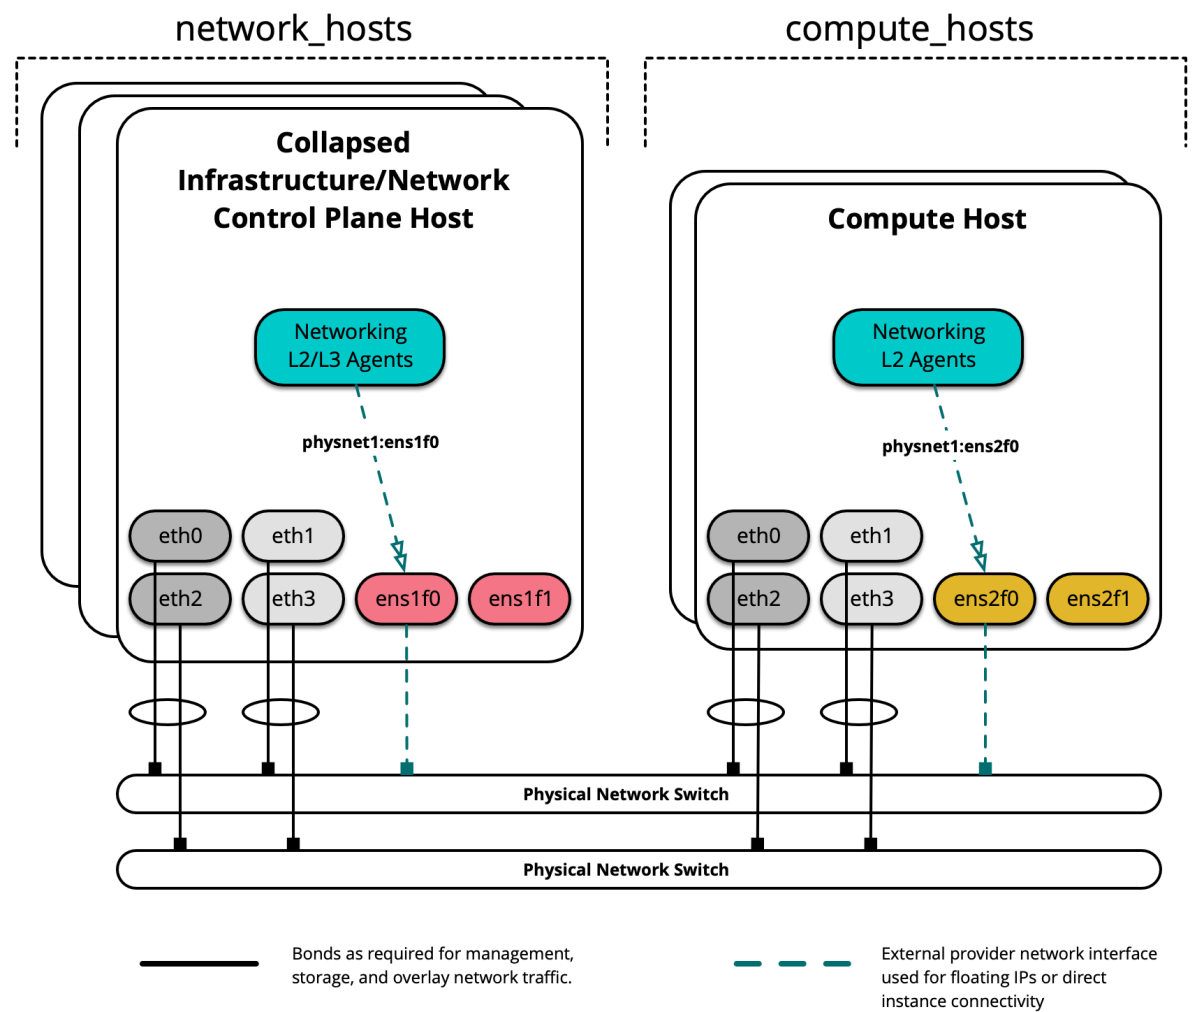 network_hosts
compute_hosts
Collapsed
Infrastructure/Network
Control Plane Host
Compute Host
Networking
L2/L3 Agents
Networking
L2 Agents
physnet1:ens1f0
physnet1:ens2f0
eth0
eth1
eth2
eth3
ens1f0
ens1f1
eth0
eth1
eth2
eth3
ens2f0
ens2f1
Physical Network Switch
Physical Network Switch
Bonds as required for management,
storage, and overlay network traffic.
External provider network interface
used for floating IPs or direct
instance connectivity